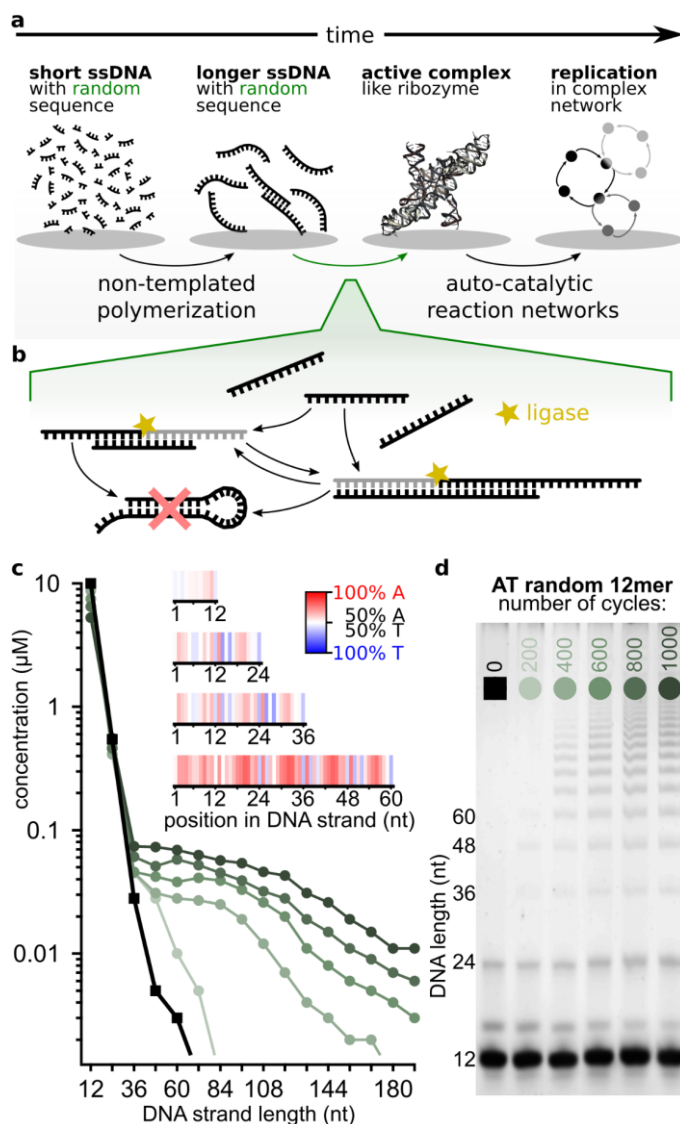 a
time
short ssDNA
with random
sequence
longer ssDNA
with random
sequence
active complex
like ribozyme
replication
in complex
network
non-templated
polymerization
auto-catalytic
reaction networks
b
ligase
c
concentration (µM)
10
1
0.1
0.01
12 36 60 84 108 144 180
DNA strand length (nt)
1 12
1 24
1 12 24 36
1 12 24 36 48 60
position in DNA strand (nt)
100% A
50% A
50% T
100% T
d
AT random 12mer
number of cycles:
0 200 400 600 800 1000
DNA length (nt)
60
48
36
24
12